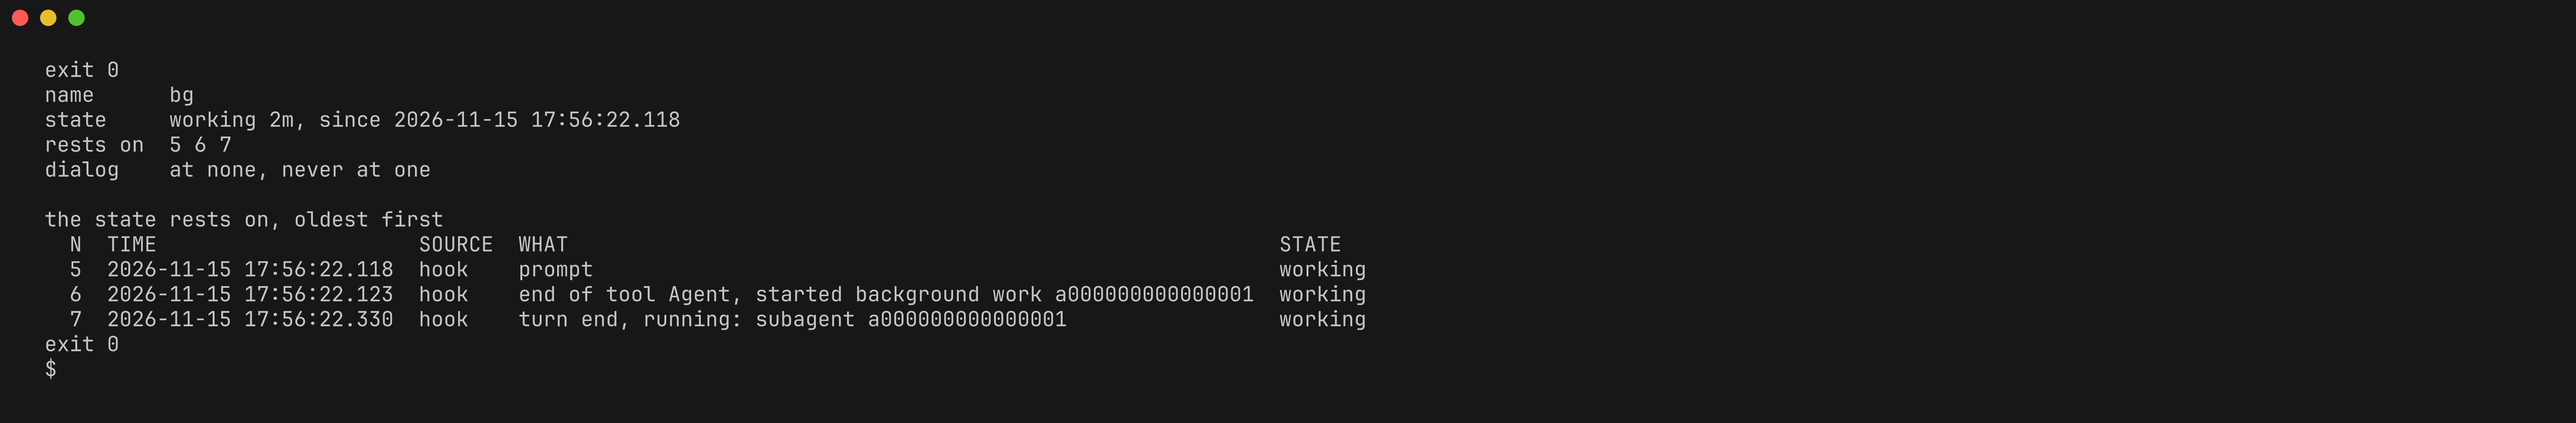 exit 0
name      bg
state     working 2m, since 2026-11-15 17:56:22.118
rests on  5 6 7
dialog    at none, never at one

the state rests on, oldest first
  N  TIME                     SOURCE  WHAT                                                         STATE
  5  2026-11-15 17:56:22.118  hook    prompt                                                       working
  6  2026-11-15 17:56:22.123  hook    end of tool Agent, started background work a000000000000001  working
  7  2026-11-15 17:56:22.330  hook    turn end, running: subagent a000000000000001                 working
exit 0
$